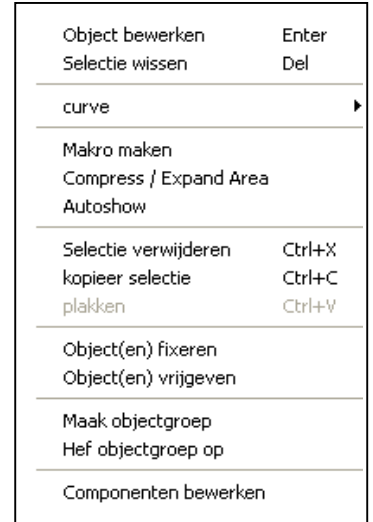 Object bewerken Enter
Selectie wissen Del
curve
Makro maken
Compress / Expand Area
Autoshow
Selectie verwijderen Ctrl+X
kopieer selectie Ctrl+C
plakken Ctrl+V
Object(en) fixeren
Object(en) vrijgeven
Maak objectgroep
Hef objectgroep op
Componenten bewerken